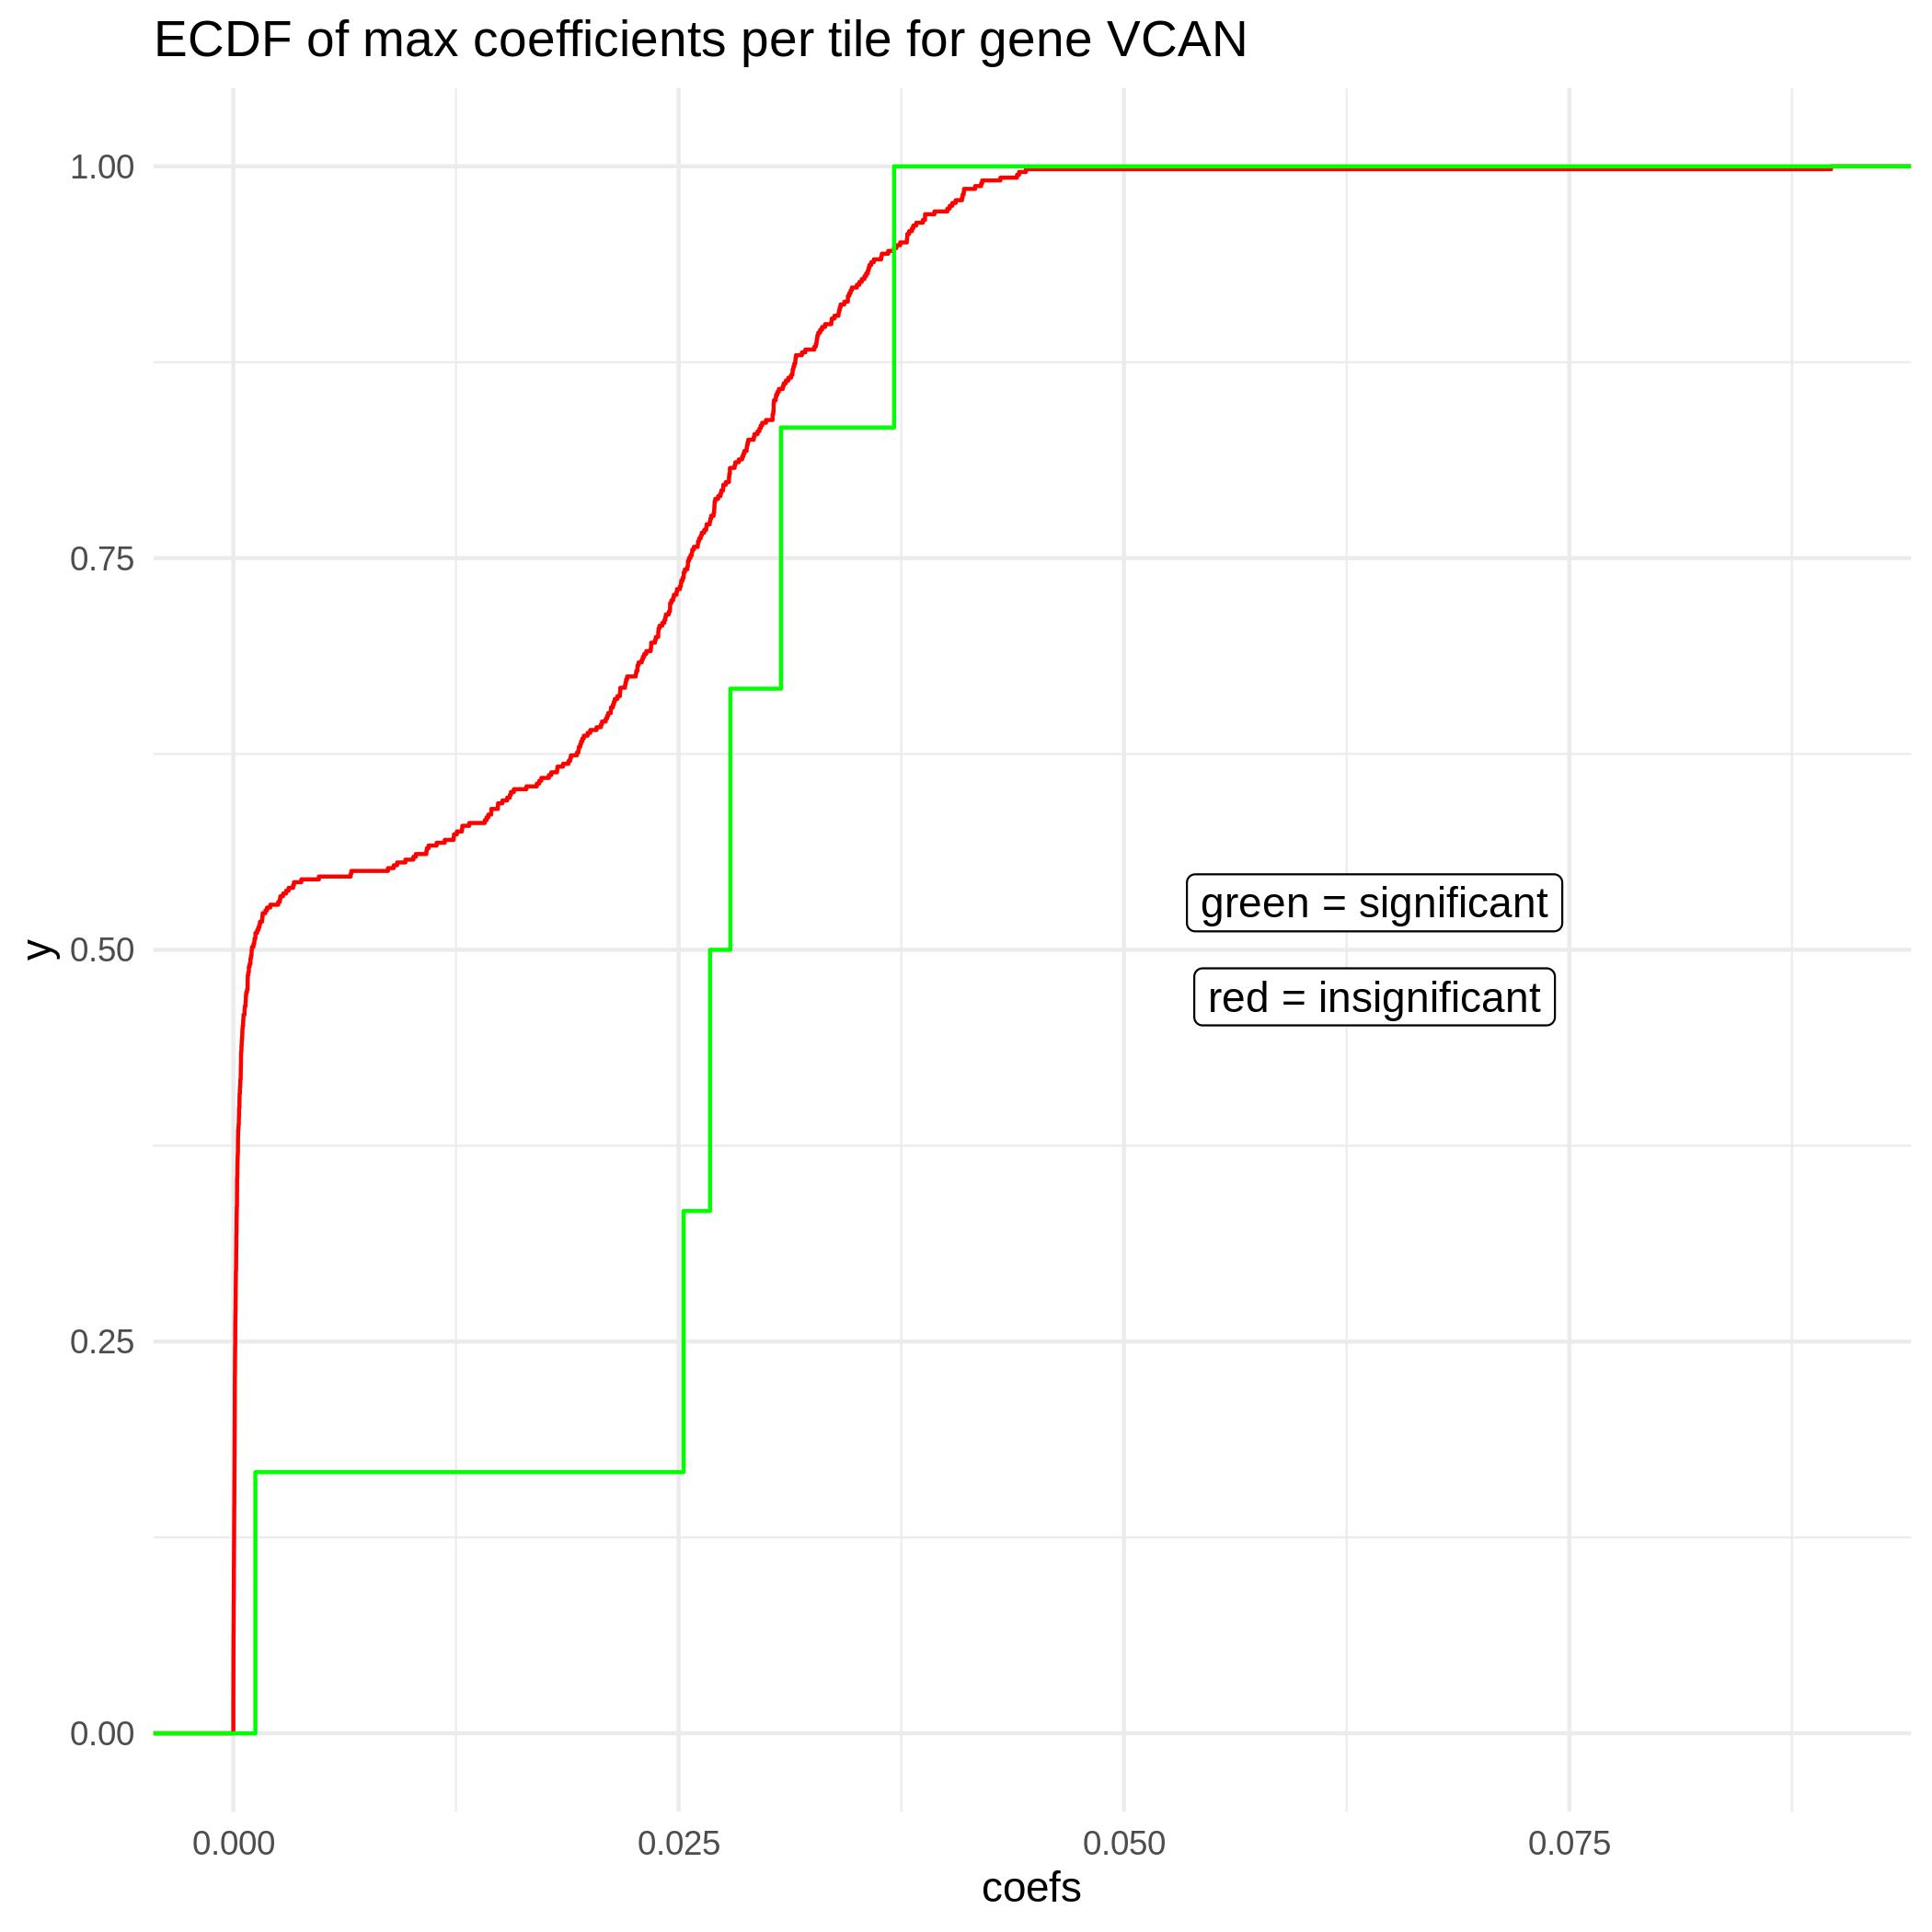 ECDF of max coefficients per tile for gene VCAN
1.00
0.75
0.50
0.25
0.00
y
green = significant
red = insignificant
0.000 0.025 0.050 0.075
coefs